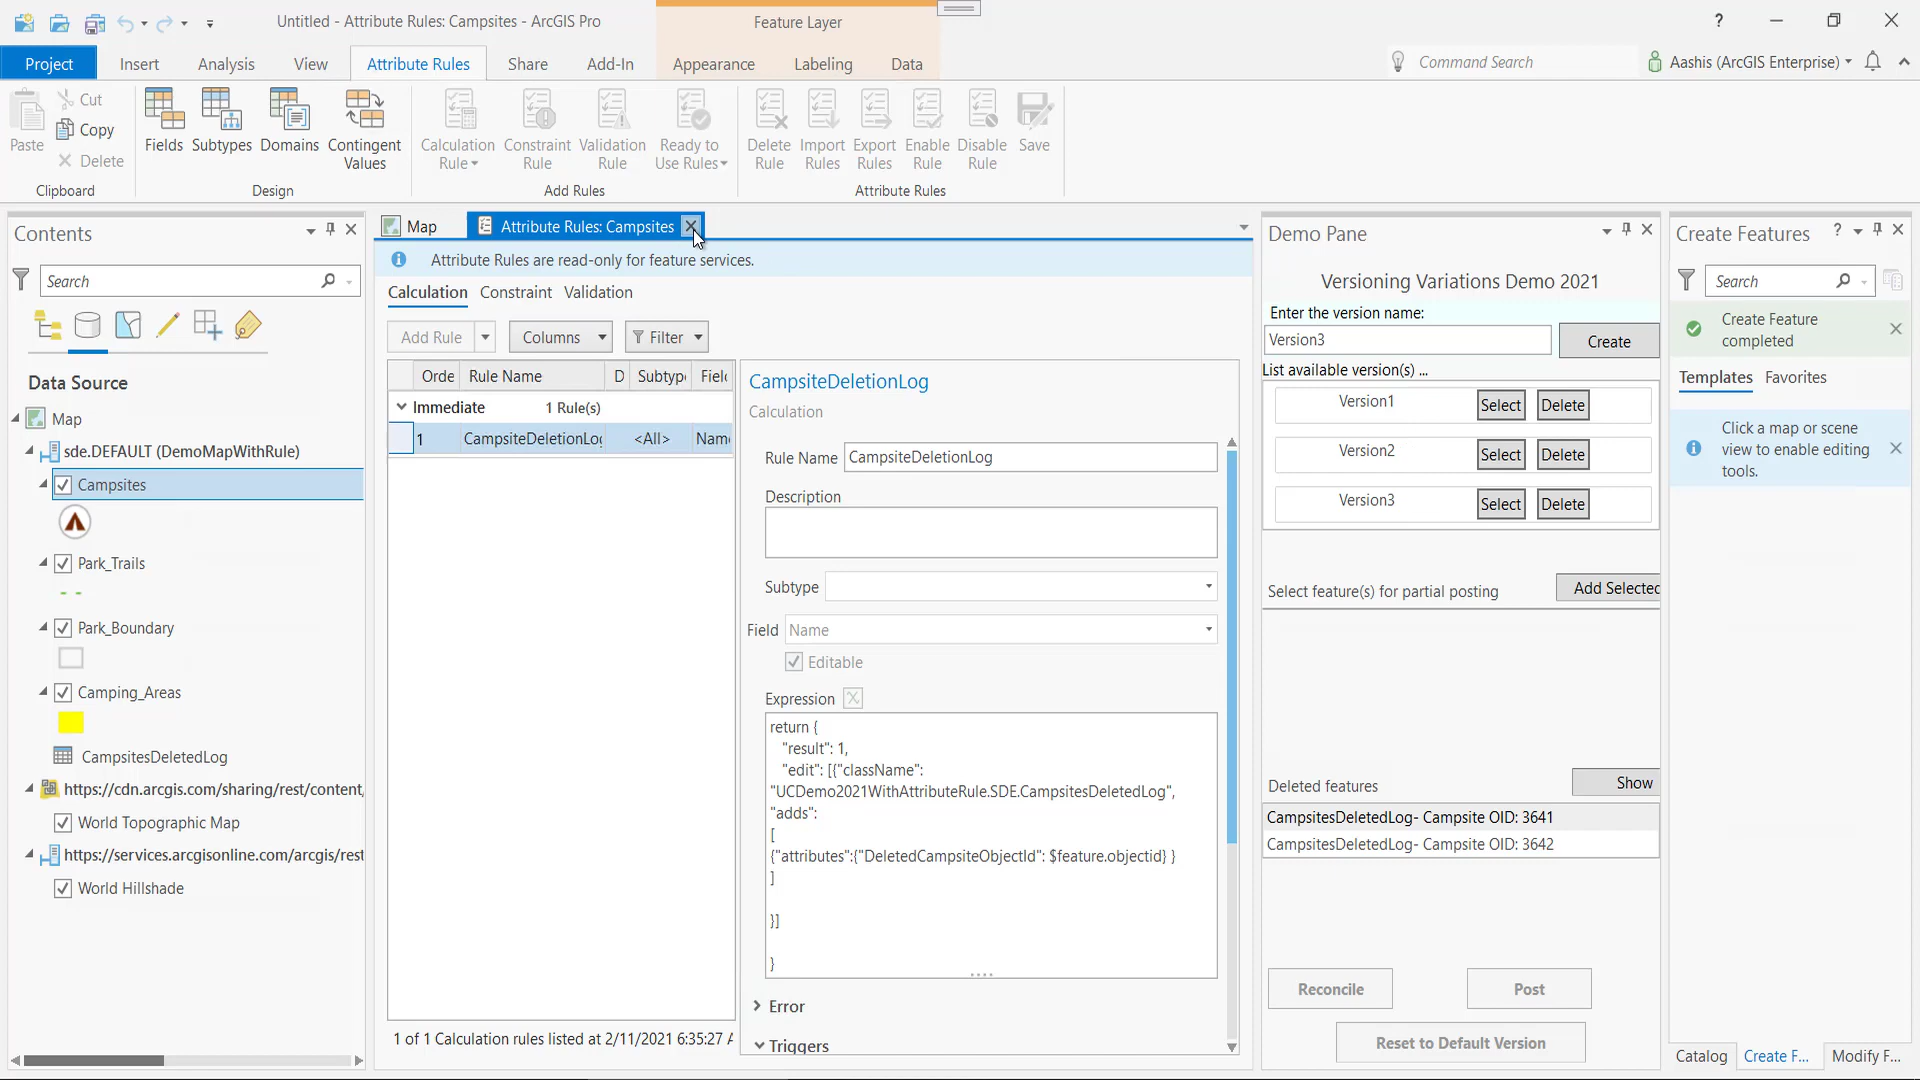 Untitled - Attribute Rules: Campsites - ArcGIS Pro
Feature Layer
?
Project
Insert
Analysis
View
Attribute Rules
Share
Add-In
Appearance
Labeling
Data
Command Search
Aashis (ArcGIS Enterprise)
Paste
Cut
Copy
Delete
Clipboard
Fields
Subtypes
Domains
Contingent
Values
Design
Calculation
Rule
Constraint
Rule
Validation
Rule
Ready to
Use Rules
Add Rules
Delete
Rule
Import
Rules
Export
Rules
Enable
Rule
Disable
Rule
Save
Attribute Rules
Contents
Search
Data Source
Map
sde.DEFAULT (DemoMapWithRule)
Campsites
Park_Trails
Park_Boundary
Camping_Areas
CampsitesDeletedLog
https://cdn.arcgis.com/sharing/rest/content,
World Topographic Map
https://services.arcgisonline.com/arcgis/rest
World Hillshade
Map
Attribute Rules: Campsites
Attribute Rules are read-only for feature services.
Calculation
Constraint
Validation
Add Rule
Columns
Filter
Orde
Rule Name
D
Subtyp
Fiel
Immediate
1 Rule(s)
1
CampsiteDeletionLog
<All>
Nam
1 of 1 Calculation rules listed at 2/11/2021 6:35:27 A
CampsiteDeletionLog
Calculation
Rule Name
CampsiteDeletionLog
Description
Subtype
Field
Name
Editable
Expression
return {
"result": 1,
"edit": [{"className":
"UCDemo2021WithAttributeRule.SDE.CampsitesDeletedLog",
"adds":
[
{"attributes":{"DeletedCampsiteObjectId": $feature.objectid} }
]
}]
}
Error
Triggers
Demo Pane
Versioning Variations Demo 2021
Enter the version name:
Version3
Create
List available version(s) ...
Version1
Select
Delete
Version2
Select
Delete
Version3
Select
Delete
Select feature(s) for partial posting
Add Selected
Deleted features
Show
CampsitesDeletedLog- Campsite OID: 3641
CampsitesDeletedLog- Campsite OID: 3642
Reconcile
Post
Reset to Default Version
Create Features
?
Search
Create Feature
completed
Templates
Favorites
Click a map or scene
view to enable editing
tools.
Catalog
Create F...
Modify F...